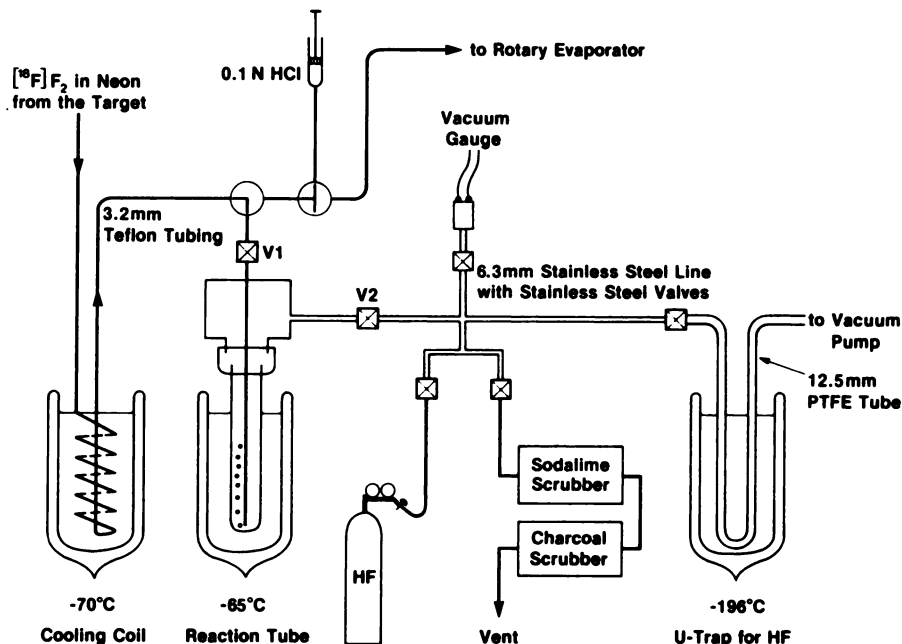 to Rotary Evaporator
0.1 N HCl
[¹⁸F]F₂ in Neon
from the Target
Vacuum
Gauge
3.2mm
Teflon Tubing
V1
6.3mm Stainless Steel Line
with Stainless Steel Valves
V2
to Vacuum
Pump
12.5mm
PTFE Tube
Sodalime
Scrubber
Charcoal
Scrubber
HF
-70°C
-65°C
-196°C
Cooling Coil
Reaction Tube
Vent
U-Trap for HF